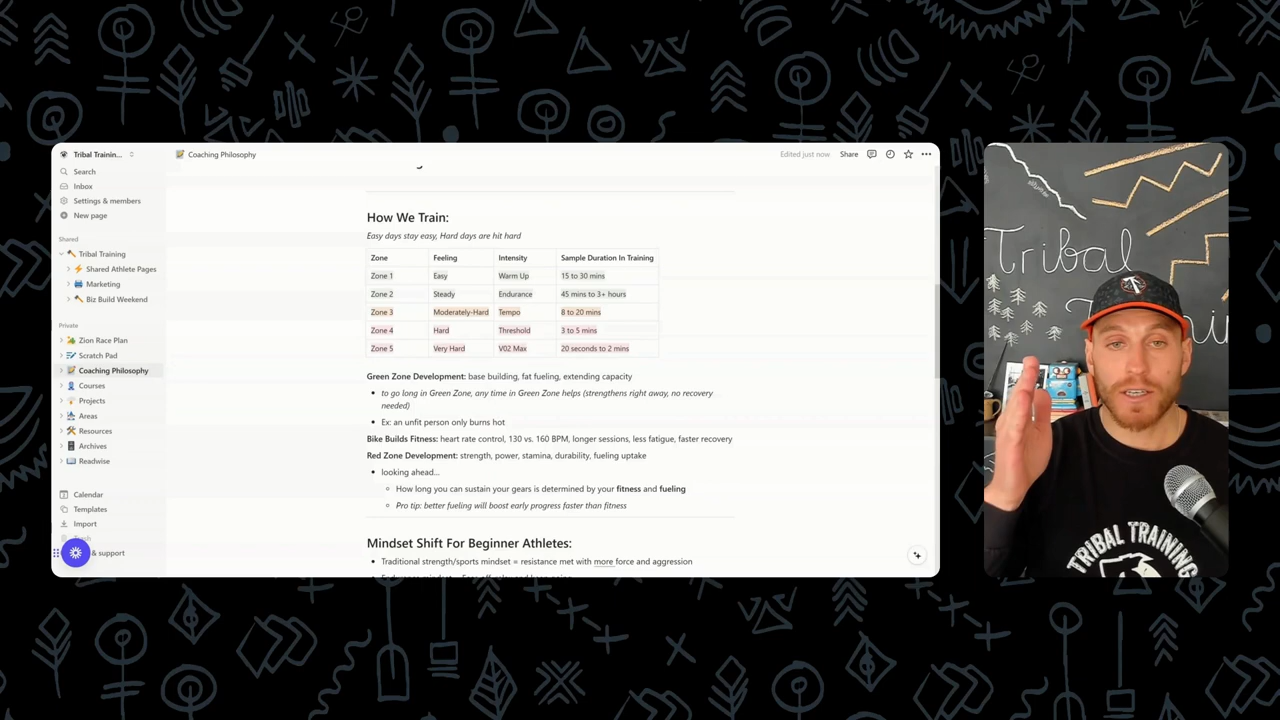 Tribal Trainin...
Search
Inbox
Settings & members
New page
Shared
Tribal Training
Shared Athlete Pages
Marketing
Biz Build Weekend
Private
Zion Race Plan
Scratch Pad
Coaching Philosophy
Courses
Projects
Areas
Resources
Archives
Readwise
Calendar
Templates
Import
Trash
& support
Coaching Philosophy
Edited just now
Share
How We Train:
Easy days stay easy, Hard days are hit hard
Zone Feeling Intensity Sample Duration In Training
Zone 1 Easy Warm Up 15 to 30 mins
Zone 2 Steady Endurance 45 mins to 3+ hours
Zone 3 Moderately-Hard Tempo 8 to 20 mins
Zone 4 Hard Threshold 3 to 5 mins
Zone 5 Very Hard V02 Max 20 seconds to 2 mins
Green Zone Development: base building, fat fueling, extending capacity
to go long in Green Zone, any time in Green Zone helps (strengthens right away, no recovery
needed)
Ex: an unfit person only burns hot
Bike Builds Fitness: heart rate control, 130 vs. 160 BPM, longer sessions, less fatigue, faster recovery
Red Zone Development: strength, power, stamina, durability, fueling uptake
looking ahead...
How long you can sustain your gears is determined by your fitness and fueling
Pro tip: better fueling will boost early progress faster than fitness
Mindset Shift For Beginner Athletes:
Traditional strength/sports mindset = resistance met with more force and aggression
Tribal
TRIBAL TRAINING